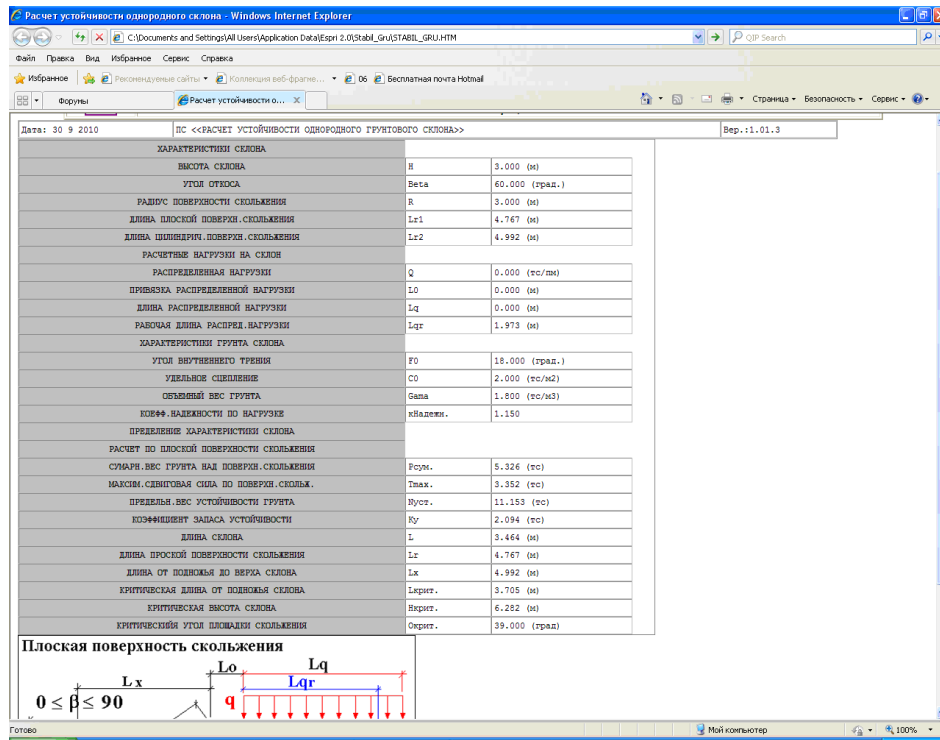 Расчет устойчивости однородного склона - Windows Internet Explorer
C:\Documents and Settings\All Users\Application Data\Espri 2.0\Stabil_Gru\STABIL_GRU.HTM
QIP Search
Файл Правка Вид Избранное Сервис Справка
Избранное Рекомендуемые сайты Коллекция веб-фрагме... 06 Бесплатная почта Hotmail
Форумы Расчет устойчивости о... X Страница Безопасность Сервис
Дата: 30 9 2010 ПС <<РАСЧЕТ УСТОЙЧИВОСТИ ОДНОРОДНОГО ГРУНТОВОГО СКЛОНА>> Вер.:1.01.3
ХАРАКТЕРИСТИКИ СКЛОНА
ВЫСОТА СКЛОНА H 3.000 (м)
УГОЛ ОТКОСА Beta 60.000 (град.)
РАДИУС ПОВЕРХНОСТИ СКОЛЬЖЕНИЯ R 3.000 (м)
ДЛИНА ПЛОСКОЙ ПОВЕРХН.СКОЛЬЖЕНИЯ Lr1 4.767 (м)
ДЛИНА ЦИЛИНДРИЧ.ПОВЕРХН.СКОЛЬЖЕНИЯ Lr2 4.992 (м)
РАСЧЕТНЫЕ НАГРУЗКИ НА СКЛОН
РАСПРЕДЕЛЕННАЯ НАГРУЗКИ Q 0.000 (тс/пм)
ПРИВЯЗКА РАСПРЕДЕЛЕННОЙ НАГРУЗКИ L0 0.000 (м)
ДЛИНА РАСПРЕДЕЛЕННОЙ НАГРУЗКИ Lq 0.000 (м)
РАБОЧАЯ ДЛИНА РАСПРЕД.НАГРУЗКИ Lqr 1.973 (м)
ХАРАКТЕРИСТИКИ ГРУНТА СКЛОНА
УГОЛ ВНУТНЕННЕГО ТРЕНИЯ F0 18.000 (град.)
УДЕЛЬНОЕ СЦЕПЛЕНИЕ C0 2.000 (тс/м2)
ОБЪЕМНЫЙ ВЕС ГРУНТА Gama 1.800 (тс/м3)
КОЕФФ.НАДЕЖНОСТИ ПО НАГРУЗКЕ кНадежн. 1.150
ПРЕДЕЛЕНИЕ ХАРАКТЕРИСТИКИ СКЛОНА
РАСЧЕТ ПО ПЛОСКОЙ ПОВЕРХНОСТИ СКОЛЬЖЕНИЯ
СУМАРН.ВЕС ГРУНТА НАД ПОВЕРХН.СКОЛЬЖЕНИЯ Pсум. 5.326 (тс)
МАКСИМ.СДВИГОВАЯ СИЛА ПО ПОВЕРХН.СКОЛЬЖ. Tmax. 3.352 (тс)
ПРЕДЕЛЬН.ВЕС УСТОЙЧИВОСТИ ГРУНТА Nуст. 11.153 (тс)
КОЭФФИЦИЕНТ ЗАПАСА УСТОЙЧИВОСТИ Ky 2.094 (тс)
ДЛИНА СКЛОНА L 3.464 (м)
ДЛИНА ПРОСКОЙ ПОВЕРХНОСТИ СКОЛЬЖЕНИЯ Lr 4.767 (м)
ДЛИНА ОТ ПОДНОЖЬЯ ДО ВЕРХА СКЛОНА Lx 4.992 (м)
КРИТИЧЕСКАЯ ДЛИНА ОТ ПОДНОЖЬЯ СКЛОНА Lкрит. 3.705 (м)
КРИТИЧЕСКАЯ ВЫСОТА СКЛОНА Нкрит. 6.282 (м)
КРИТИЧЕСКИЙЯ УГОЛ ПЛОЩАДКИ СКОЛЬЖЕНИЯ Oкрит. 39.000 (град)
Плоская поверхность скольжения
Lo Lq
Lx Lqr
0 ≤ β ≤ 90 q
Готово Мой компьютер 100%